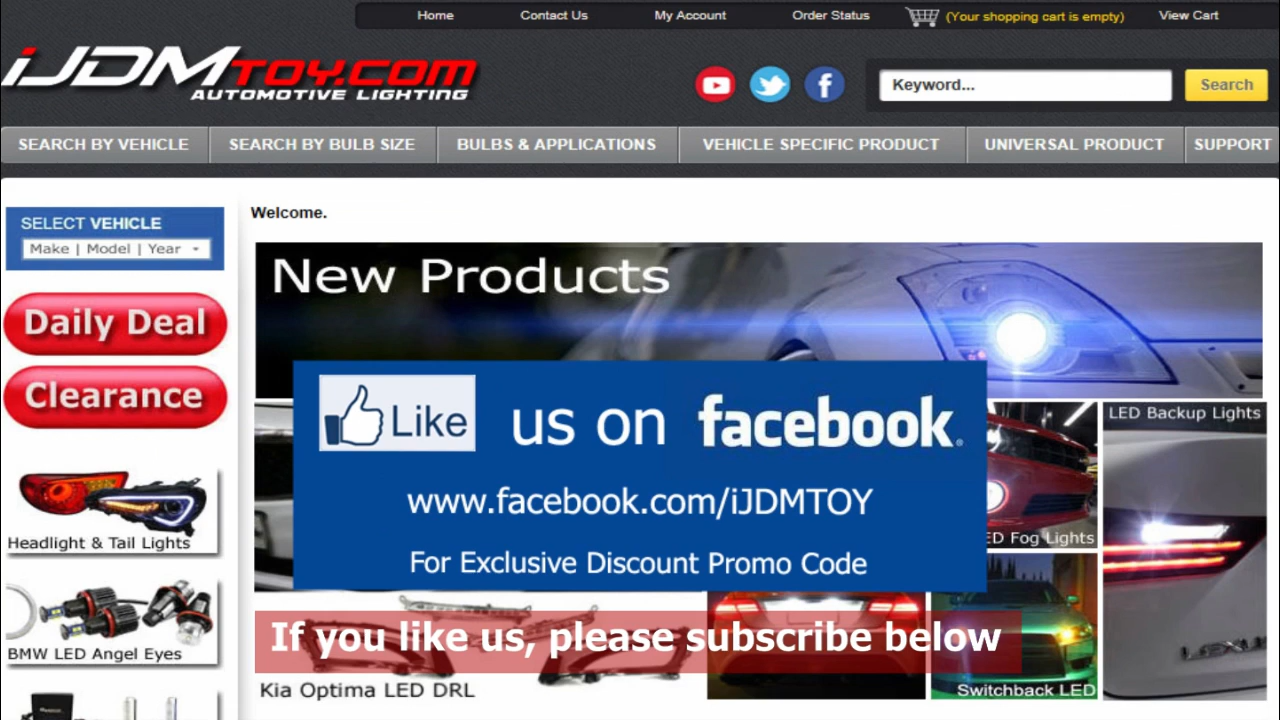 Home Contact Us My Account Order Status (Your shopping cart is empty) View Cart
iJDMTOY.COM
AUTOMOTIVE LIGHTING
Keyword... Search
SEARCH BY VEHICLE SEARCH BY BULB SIZE BULBS & APPLICATIONS VEHICLE SPECIFIC PRODUCT UNIVERSAL PRODUCT SUPPORT
SELECT VEHICLE
Make | Model | Year
Daily Deal
Clearance
Headlight & Tail Lights
BMW LED Angel Eyes
Welcome.
New Products
Like us on facebook.
www.facebook.com/iJDMTOY
For Exclusive Discount Promo Code
LED Backup Lights
ED Fog Lights
LEXU
If you like us, please subscribe below
Kia Optima LED DRL
Switchback LED